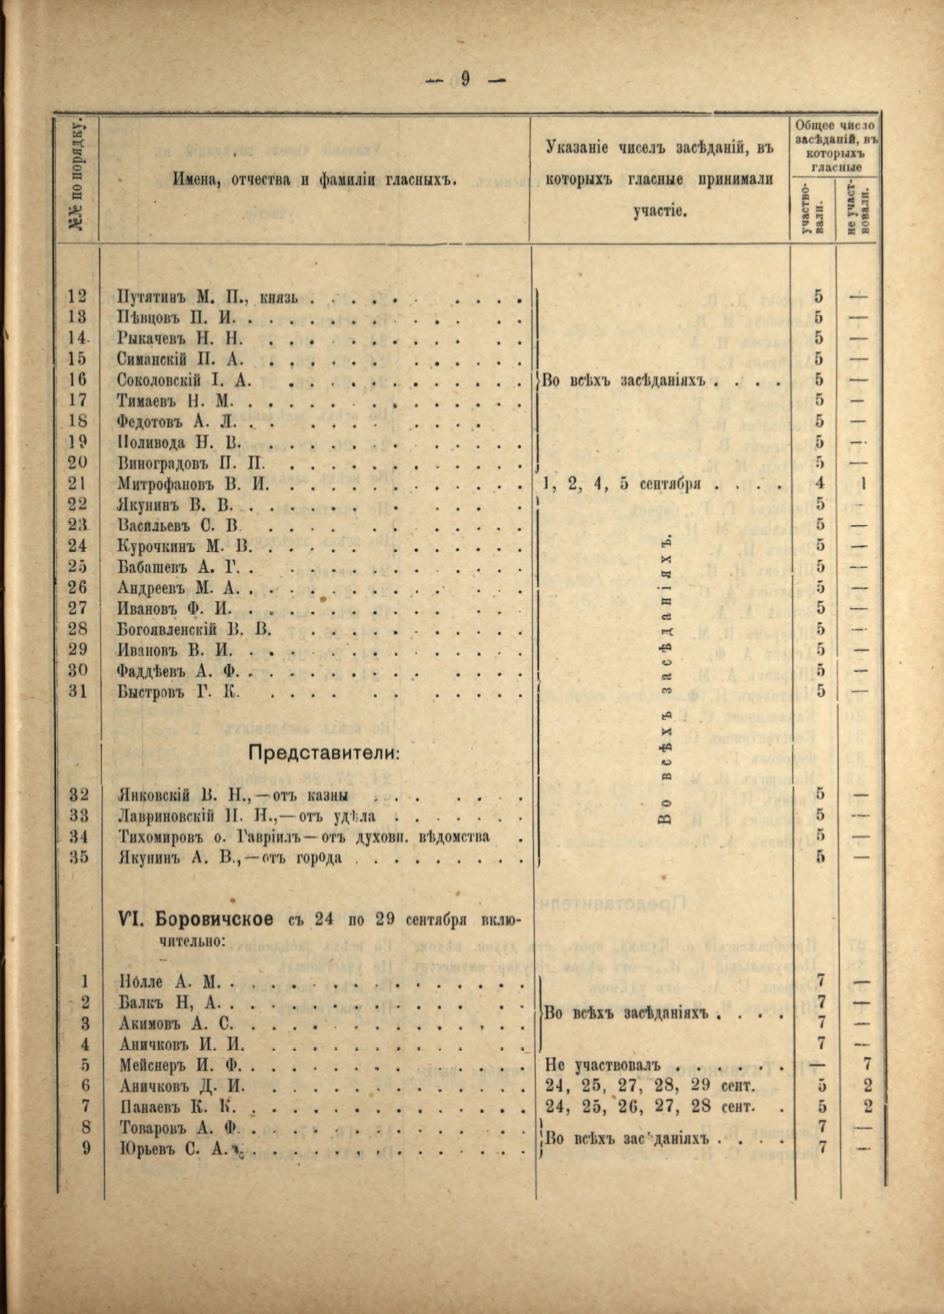 — 9 —
№№ по порядку.
Имена, отчества и фамиліи гласныхъ.
Указаніе чиселъ засѣданій, въ
которыхъ гласные принимали
участіе.
Общее число
засѣданій, въ
которыхъ
гласные
участво-
вали.
не участ-
вовали.
12 Путятинъ М. П., князь . . . . . . . . . 5 —
13 Пѣвцовъ П. И. . . . . . . . . . 5 —
14 Рыкачевъ Н. Н. . . . . . . . . . 5 —
15 Симанскій П. А. . . . . . . . . . 5 —
16 Соколовскій І. А. . . . . . . . . . Во всѣхъ засѣданіяхъ . . . . 5 —
17 Тимаевъ Н. М. . . . . . . . . . 5 —
18 Федотовъ А. Л. . . . . . . . . . 5 —
19 Поливода Н. В. . . . . . . . . . 5 —
20 Виноградовъ П. П. . . . . . . . . . 5 —
21 Митрофановъ В. И. . . . . . . . . . 1, 2, 4, 5 сентября . . . . 4 1
22 Якунинъ В. В. . . . . . . . . . 5 —
23 Васильевъ С. В. . . . . . . . . 5 —
24 Курочкинъ М. В. . . . . . . . . . 5 —
25 Бабашевъ А. Г. . . . . . . . . . 5 —
26 Андреевъ М. А. . . . . . . . . . 5 —
27 Ивановъ Ф. И. . . . . . . . . . 5 —
28 Богоявленскій В. В. . . . . . . . . . 5 —
29 Ивановъ В. И. . . . . . . . . . 5 —
30 Фаддѣевъ А. Ф. . . . . . . . . . 5 —
31 Быстровъ Г. К. . . . . . . . . . 5 —
Во всѣхъ засѣданіяхъ.
Представители:
32 Янковскій В. Н.,—отъ казны . . . . . . . 5 —
33 Лавриновскій Н. Н.,—отъ удѣла . . . . . . . 5 —
34 Тихомировъ о. Гавріилъ—отъ духовн. вѣдомства . 5 —
35 Якунинъ А. В.,—отъ города . . . . . . . . . 5 —
VI. Боровичское съ 24 по 29 сентября вклю-
чительно:
1 Нолле А. М. . . . . . . . . . 7 —
2 Балкъ Н, А. . . . . . . . . . 7 —
Во всѣхъ засѣданіяхъ . . . .
3 Акимовъ А. С. . . . . . . . . . 7 —
4 Аничковъ И. И. . . . . . . . . . 7 —
5 Мейснеръ И. Ф. . . . . . . . . . Не участвовалъ . . . . . . — 7
6 Аничковъ Д. И. . . . . . . . . . 24, 25, 27, 28, 29 сент. 5 2
7 Панаевъ К. К. . . . . . . . . . 24, 25, 26, 27, 28 сент. . 5 2
8 Товаровъ А. Ф. . . . . . . . . . 7 —
Во всѣхъ засѣданіяхъ . . . .
9 Юрьевъ С. А. . . . . . . . . . 7 —